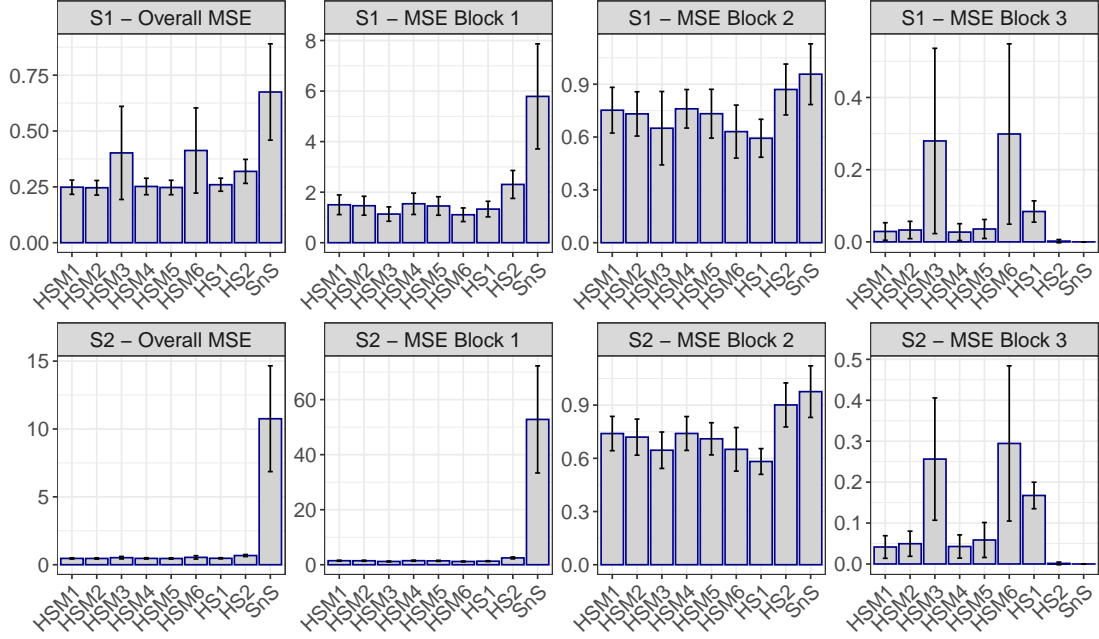 S1 – Overall MSE
S1 – MSE Block 1
S1 – MSE Block 2
S1 – MSE Block 3
0.75
0.50
0.25
0.00
8
6
4
2
0
0.9
0.6
0.3
0.0
0.4
0.2
0.0
HSM1 HSM2 HSM3 HSM4 HSM5 HSM6 HS1 HS2 SnS
HSM1 HSM2 HSM3 HSM4 HSM5 HSM6 HS1 HS2 SnS
HSM1 HSM2 HSM3 HSM4 HSM5 HSM6 HS1 HS2 SnS
HSM1 HSM2 HSM3 HSM4 HSM5 HSM6 HS1 HS2 SnS
S2 – Overall MSE
S2 – MSE Block 1
S2 – MSE Block 2
S2 – MSE Block 3
15
10
5
0
60
40
20
0
0.9
0.6
0.3
0.0
0.5
0.4
0.3
0.2
0.1
0.0
HSM1 HSM2 HSM3 HSM4 HSM5 HSM6 HS1 HS2 SnS
HSM1 HSM2 HSM3 HSM4 HSM5 HSM6 HS1 HS2 SnS
HSM1 HSM2 HSM3 HSM4 HSM5 HSM6 HS1 HS2 SnS
HSM1 HSM2 HSM3 HSM4 HSM5 HSM6 HS1 HS2 SnS